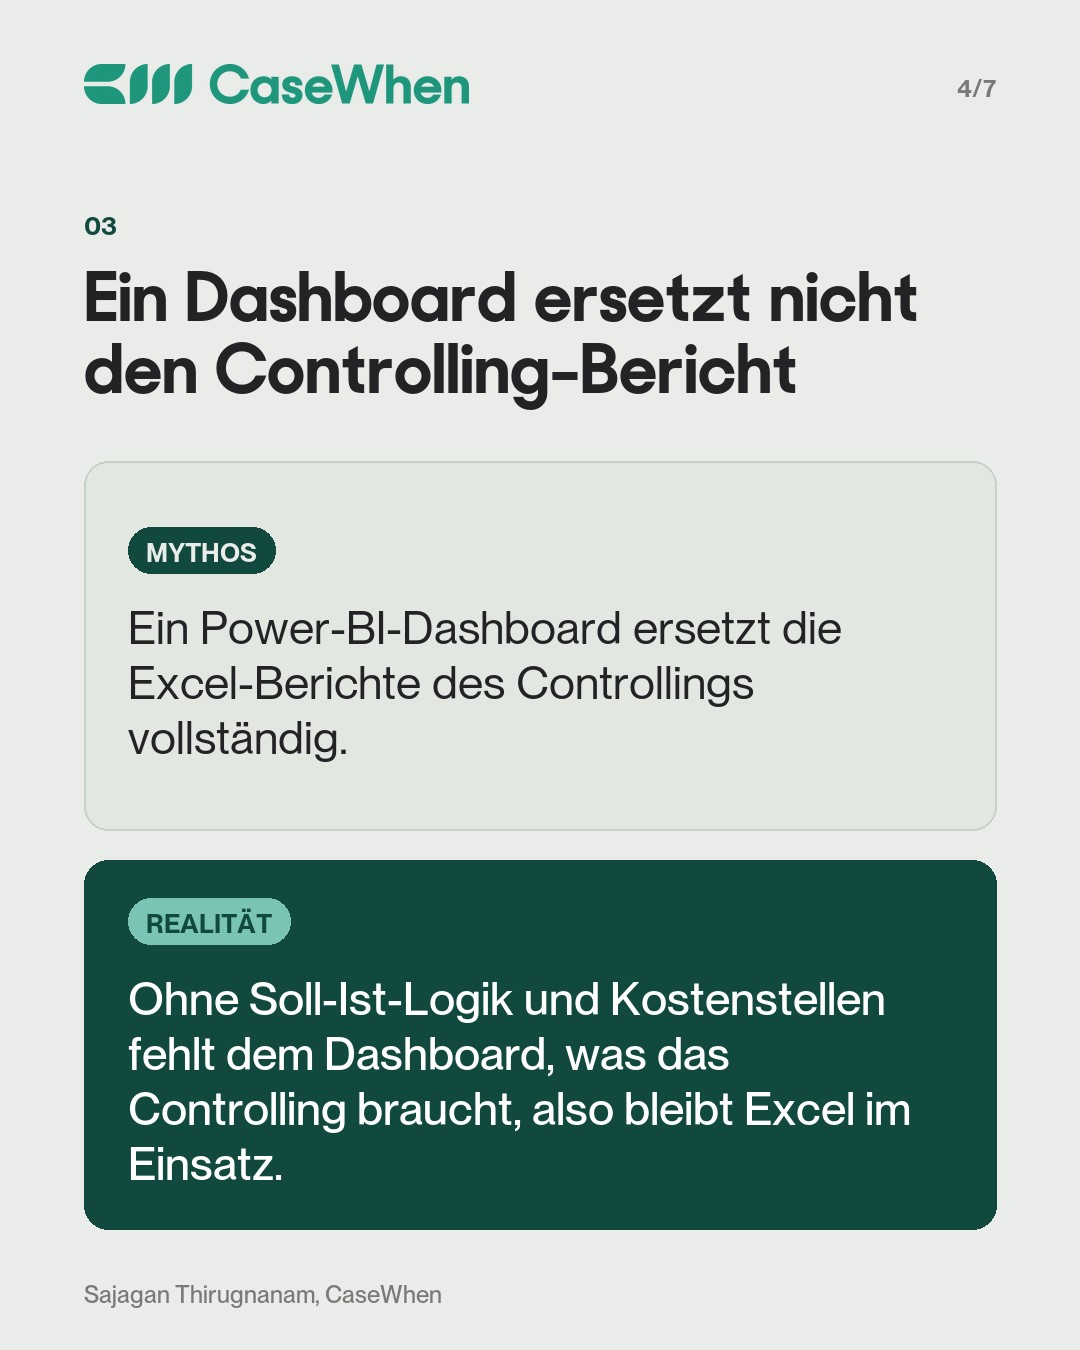 CaseWhen
4/7
03
Ein Dashboard ersetzt nicht
den Controlling-Bericht
MYTHOS
Ein Power-BI-Dashboard ersetzt die
Excel-Berichte des Controllings
vollständig.
REALITÄT
Ohne Soll-Ist-Logik und Kostenstellen
fehlt dem Dashboard, was das
Controlling braucht, also bleibt Excel im
Einsatz.
Sajagan Thirugnanam, CaseWhen